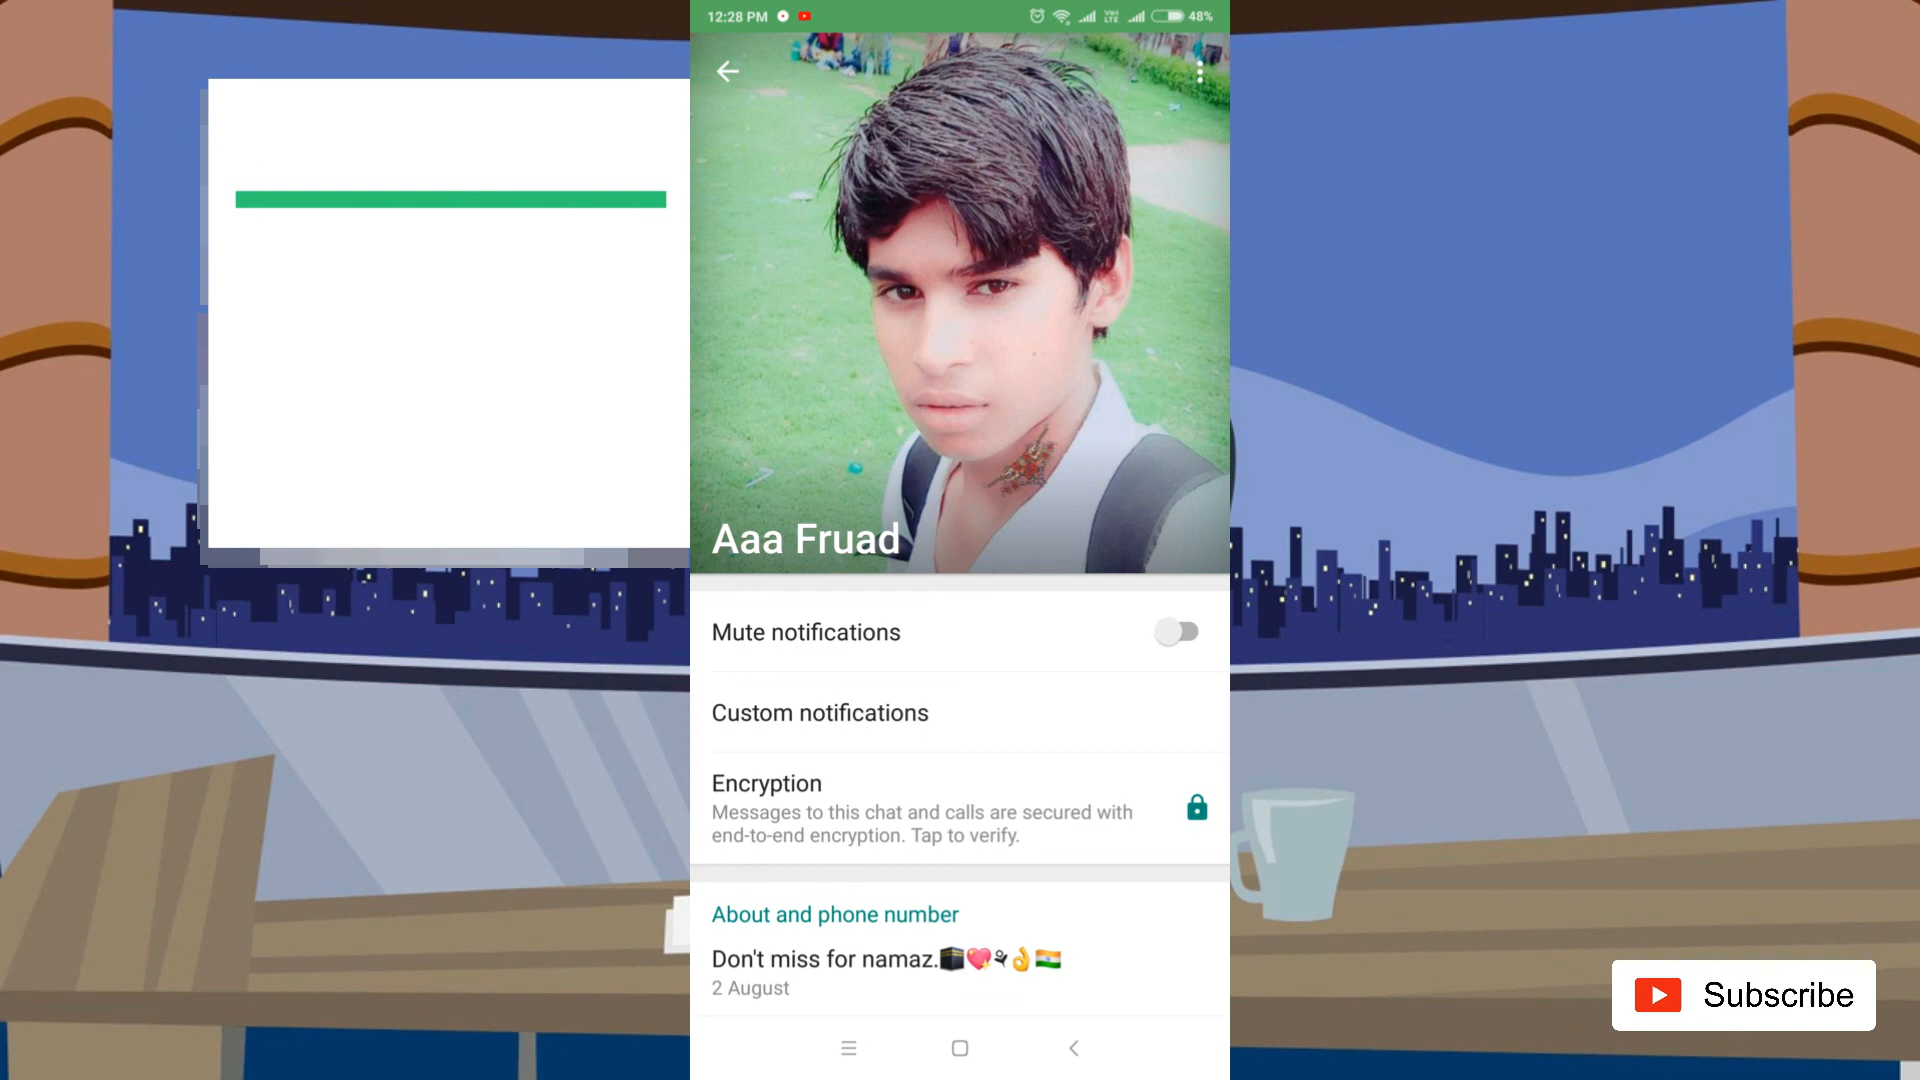 12:28 PM
VoLTE
48%
Aaa Fruad
Mute notifications
Custom notifications
Encryption
Messages to this chat and calls are secured with
end-to-end encryption. Tap to verify.
About and phone number
Don't miss for namaz.🕋💖🌂👌🇮🇳
2 August
Subscribe